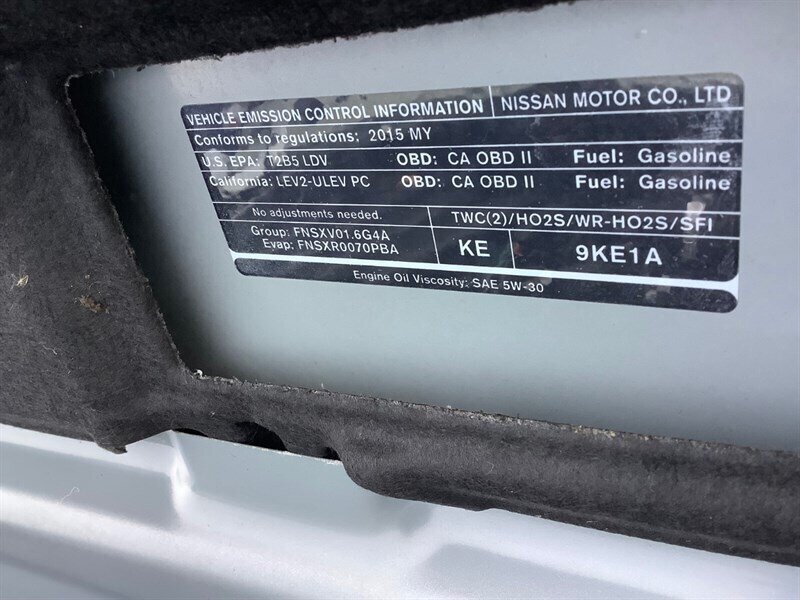 VEHICLE EMISSION CONTROL INFORMATION NISSAN MOTOR CO., LTD
Conforms to regulations: 2015 MY
U.S. EPA: T2B5 LDV OBD: CA OBD II Fuel: Gasoline
California: LEV2-ULEV PC OBD: CA OBD II Fuel: Gasoline
No adjustments needed. TWC(2)/HO2S/WR-HO2S/SFI
Group: FNSXV01.6G4A
Evap: FNSXR0070PBA
KE 9KE1A
Engine Oil Viscosity: SAE 5W-30